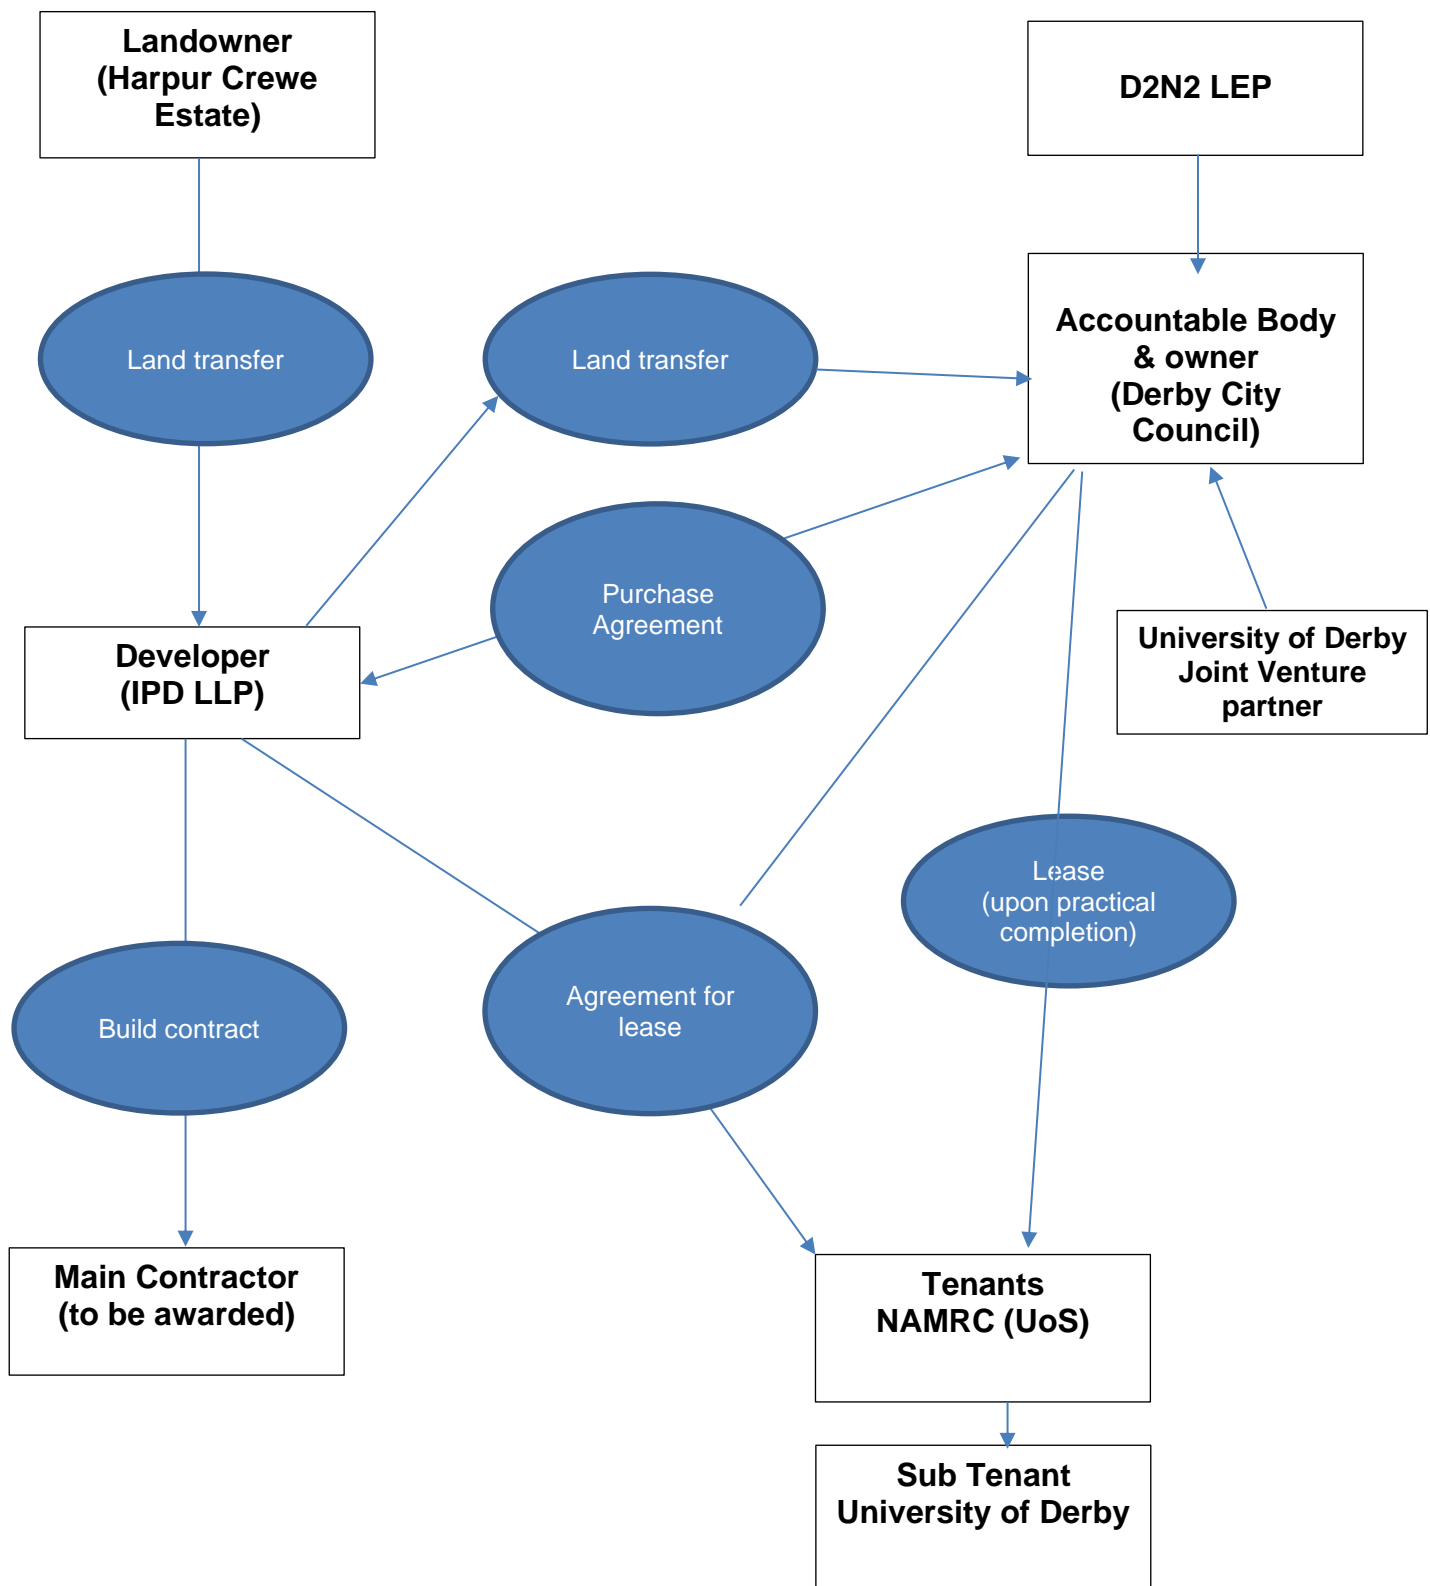 Landowner
(Harpur Crewe
Estate)
D2N2 LEP
Land transfer
Land transfer
Accountable Body
& owner
(Derby City
Council)
Purchase
Agreement
Developer
(IPD LLP)
University of Derby
Joint Venture
partner
Lease
(upon practical
completion)
Agreement for
lease
Build contract
Main Contractor
(to be awarded)
Tenants
NAMRC (UoS)
Sub Tenant
University of Derby